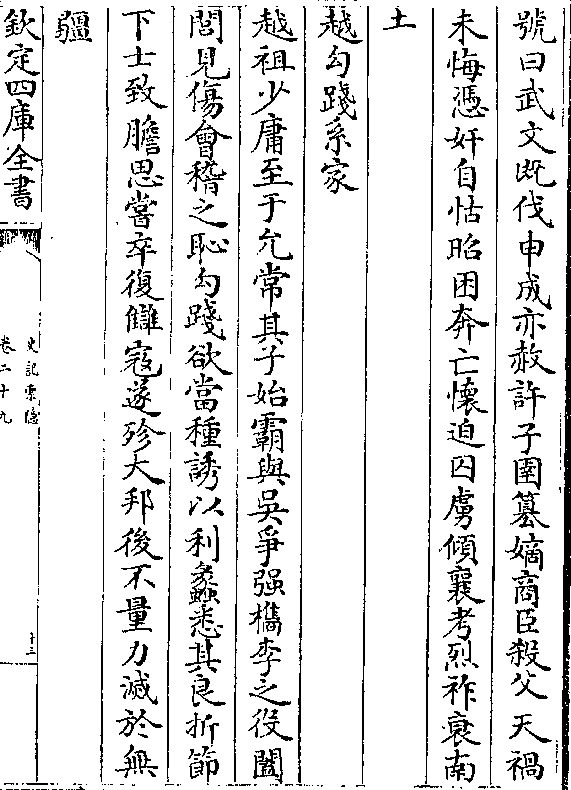 號曰武文既伐申成亦赦許子圉篡嫡商臣殺父天禍
未悔憑奸自怙昭困奔亡懷迫囚虜傾襄考烈祚衰南
土
越勾踐系家
越祖少康至于允常其子始霸與吳爭强檇李之役闔
閭見傷會稽之恥勾踐欲當種誘以利蠡悉其良折節
下士致膽思嘗卒復讎寇遂殄大邦後不量力滅於無
疆
欽定四庫全書
史記索隱
卷二十九
十三